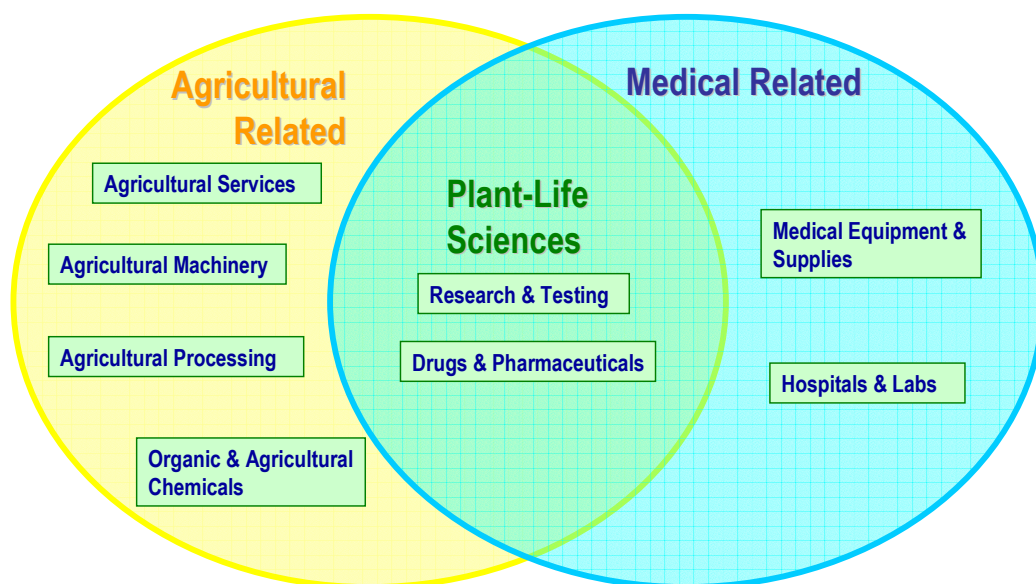 Agricultural
Related
Agricultural Services
Agricultural Machinery
Agricultural Processing
Organic & Agricultural
Chemicals
Plant-Life
Sciences
Research & Testing
Drugs & Pharmaceuticals
Medical Related
Medical Equipment &
Supplies
Hospitals & Labs